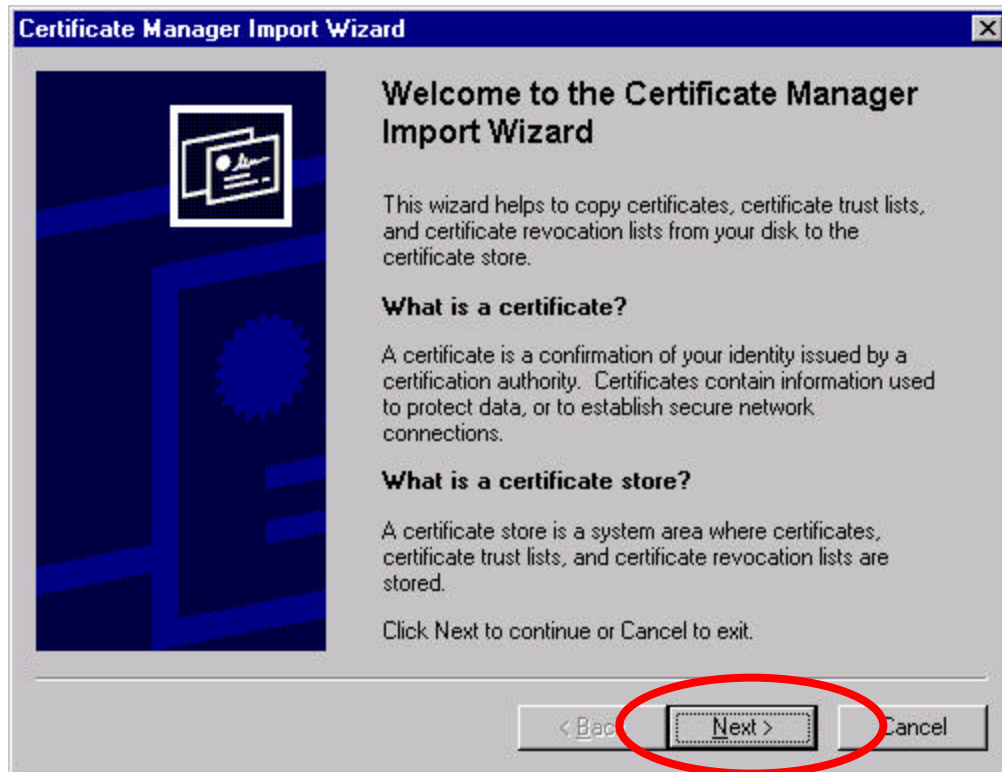 Certificate Manager Import Wizard
Welcome to the Certificate Manager
Import Wizard
This wizard helps to copy certificates, certificate trust lists,
and certificate revocation lists from your disk to the
certificate store.
What is a certificate?
A certificate is a confirmation of your identity issued by a
certification authority. Certificates contain information used
to protect data, or to establish secure network
connections.
What is a certificate store?
A certificate store is a system area where certificates,
certificate trust lists, and certificate revocation lists are
stored.
Click Next to continue or Cancel to exit.
< Back
Next >
Cancel